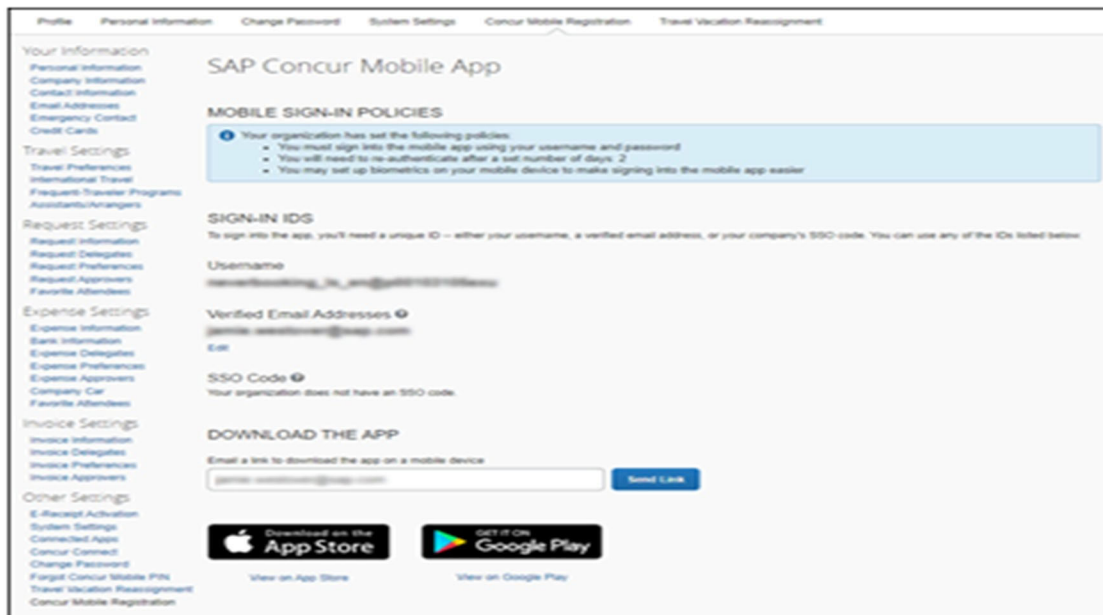 Profile Personal Information Change Password System Settings Concur Mobile Registration Travel Vacation Reassignment
Your Information
Personal Information
Company Information
Contact Information
Email Addresses
Emergency Contact
Credit Cards
Travel Settings
Travel Preferences
International Travel
Frequent-Traveler Programs
Assistants/Arrangers
Request Settings
Request Information
Request Delegates
Request Preferences
Request Approvers
Favorite Attendees
Expense Settings
Expense Information
Bank Information
Expense Delegates
Expense Preferences
Expense Approvers
Company Car
Favorite Attendees
Invoice Settings
Invoice Information
Invoice Delegates
Invoice Preferences
Invoice Approvers
Other Settings
E-Receipt Activation
System Settings
Connected Apps
Concur Connect
Change Password
Forgot Concur Mobile PIN
Travel Vacation Reassignment
Concur Mobile Registration
SAP Concur Mobile App
MOBILE SIGN-IN POLICIES
Your organization has set the following policies:
• You must sign into the mobile app using your username and password
• You will need to re-authenticate after a set number of days: 2
• You may set up biometrics on your mobile device to make signing into the mobile app easier
SIGN-IN IDS
To sign into the app, you'll need a unique ID – either your username, a verified email address, or your company's SSO code. You can use any of the IDs listed below.
Username
Verified Email Addresses
Edit
SSO Code
Your organization does not have an SSO code.
DOWNLOAD THE APP
Email a link to download the app on a mobile device
Send Link
Download on the
App Store
GET IT ON
Google Play
View on App Store
View on Google Play